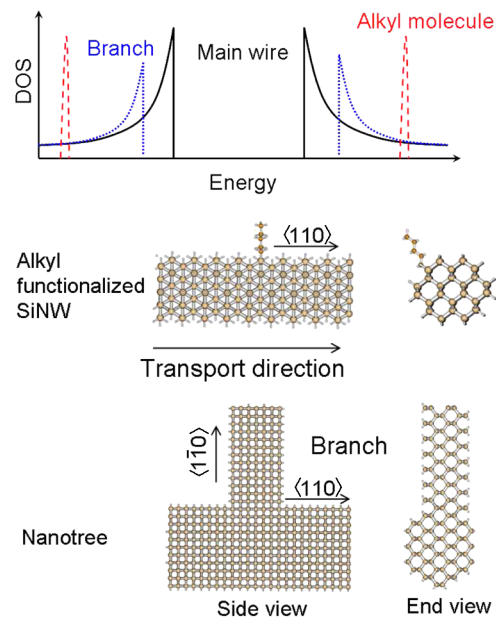 Alkyl molecule
Branch
Main wire
DOS
Energy
⟨110⟩
Alkyl
functionalized
SiNW
Transport direction
⟨11̄0⟩
Branch
⟨110⟩
Nanotree
Side view
End view